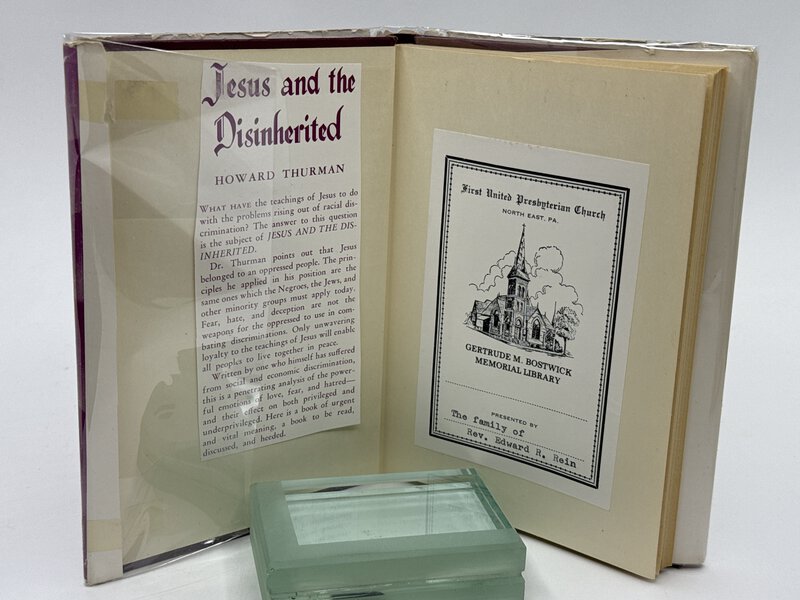 Jesus and the
Disinherited
HOWARD THURMAN
WHAT HAVE the teachings of Jesus to do
with the problems rising out of racial dis-
crimination? The answer to this question
is the subject of JESUS AND THE DIS-
INHERITED.
Dr. Thurman points out that Jesus
belonged to an oppressed people. The prin-
ciples he applied in his position are the
same ones which the Negroes, the Jews, and
other minority groups must apply today.
Fear, hate, and deception are not the
weapons for the oppressed to use in com-
bating discriminations. Only unwavering
loyalty to the teachings of Jesus will enable
all peoples to live together in peace.
Written by one who himself has suffered
from social and economic discrimination,
this is a penetrating analysis of the power-
ful emotions of love, fear, and hatred—
and their effect on both privileged and
underprivileged. Here is a book of urgent
and vital meaning, a book to be read,
discussed, and heeded.
First United Presbyterian Church
NORTH EAST, PA.
GERTRUDE M. BOSTWICK
MEMORIAL LIBRARY
PRESENTED BY
The family of
Rev. Edward R. Rein